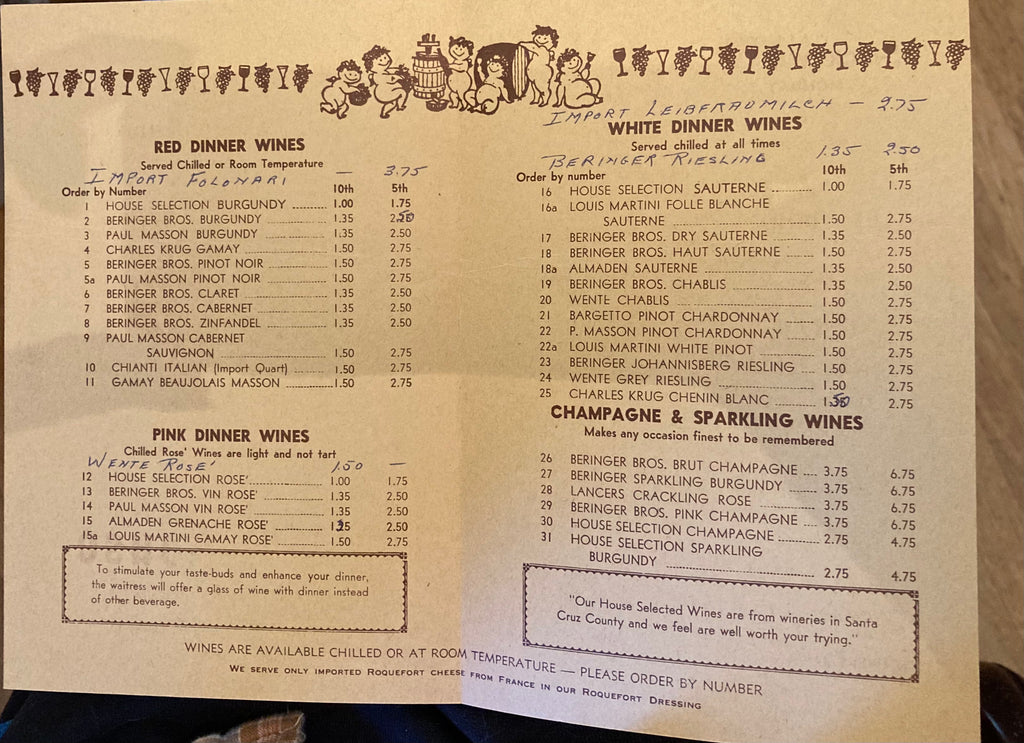 RED DINNER WINES
Served Chilled or Room Temperature
IMPORT FOLONARI — 3.75
Order by Number 10th 5th
1 HOUSE SELECTION BURGUNDY .......... 1.00 1.75
2 BERINGER BROS. BURGUNDY .......... 1.35 2.50
3 PAUL MASSON BURGUNDY .......... 1.35 2.50
4 CHARLES KRUG GAMAY .......... 1.50 2.75
5 BERINGER BROS. PINOT NOIR .......... 1.50 2.75
5a PAUL MASSON PINOT NOIR .......... 1.50 2.75
6 BERINGER BROS. CLARET .......... 1.35 2.50
7 BERINGER BROS. CABERNET .......... 1.35 2.50
8 BERINGER BROS. ZINFANDEL .......... 1.35 2.50
9 PAUL MASSON CABERNET
SAUVIGNON .......... 1.50 2.75
10 CHIANTI ITALIAN (Import Quart) .......... 1.50 2.75
11 GAMAY BEAUJOLAIS MASSON .......... 1.50 2.75
PINK DINNER WINES
Chilled Rose' Wines are light and not tart
WENTE ROSE' 1.50 —
12 HOUSE SELECTION ROSE' .......... 1.00 1.75
13 BERINGER BROS. VIN ROSE' .......... 1.35 2.50
14 PAUL MASSON VIN ROSE' .......... 1.35 2.50
15 ALMADEN GRENACHE ROSE' .......... 1.35 2.50
15a LOUIS MARTINI GAMAY ROSE' .......... 1.50 2.75
To stimulate your taste-buds and enhance your dinner,
the waitress will offer a glass of wine with dinner instead
of other beverage.
IMPORT LEIBFRAUMILCH — 2.75
WHITE DINNER WINES
Served chilled at all times
BERINGER RIESLING 1.35 2.50
Order by number 10th 5th
16 HOUSE SELECTION SAUTERNE .......... 1.00 1.75
16a LOUIS MARTINI FOLLE BLANCHE
SAUTERNE .......... 1.50 2.75
17 BERINGER BROS. DRY SAUTERNE .......... 1.35 2.50
18 BERINGER BROS. HAUT SAUTERNE .......... 1.50 2.75
18a ALMADEN SAUTERNE .......... 1.35 2.50
19 BERINGER BROS. CHABLIS .......... 1.35 2.50
20 WENTE CHABLIS .......... 1.50 2.75
21 BARGETTO PINOT CHARDONNAY .......... 1.50 2.75
22 P. MASSON PINOT CHARDONNAY .......... 1.50 2.75
22a LOUIS MARTINI WHITE PINOT .......... 1.50 2.75
23 BERINGER JOHANNISBERG RIESLING .... 1.50 2.75
24 WENTE GREY RIESLING .......... 1.50 2.75
25 CHARLES KRUG CHENIN BLANC .......... 1.50 2.75
CHAMPAGNE & SPARKLING WINES
Makes any occasion finest to be remembered
26 BERINGER BROS. BRUT CHAMPAGNE .... 3.75 6.75
27 BERINGER SPARKLING BURGUNDY .......... 3.75 6.75
28 LANCERS CRACKLING ROSE .......... 3.75 6.75
29 BERINGER BROS. PINK CHAMPAGNE .... 3.75 6.75
30 HOUSE SELECTION CHAMPAGNE .......... 2.75 4.75
31 HOUSE SELECTION SPARKLING
BURGUNDY .......... 2.75 4.75
"Our House Selected Wines are from wineries in Santa
Cruz County and we feel are well worth your trying."
WINES ARE AVAILABLE CHILLED OR AT ROOM TEMPERATURE — PLEASE ORDER BY NUMBER
WE SERVE ONLY IMPORTED ROQUEFORT CHEESE FROM FRANCE IN OUR ROQUEFORT DRESSING